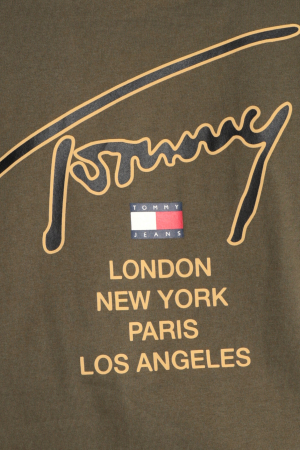 Tommy
TOMMY
JEANS
LONDON
NEW YORK
PARIS
LOS ANGELES